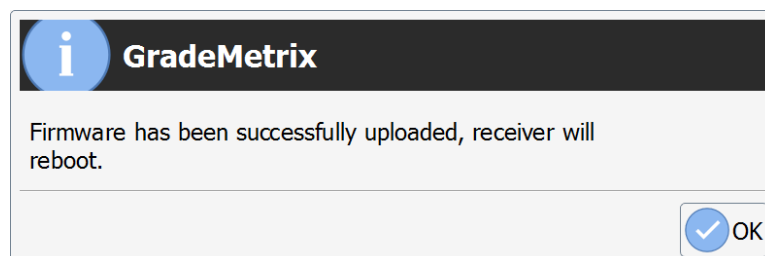 GradeMetrix
Firmware has been successfully uploaded, receiver will
reboot.
OK